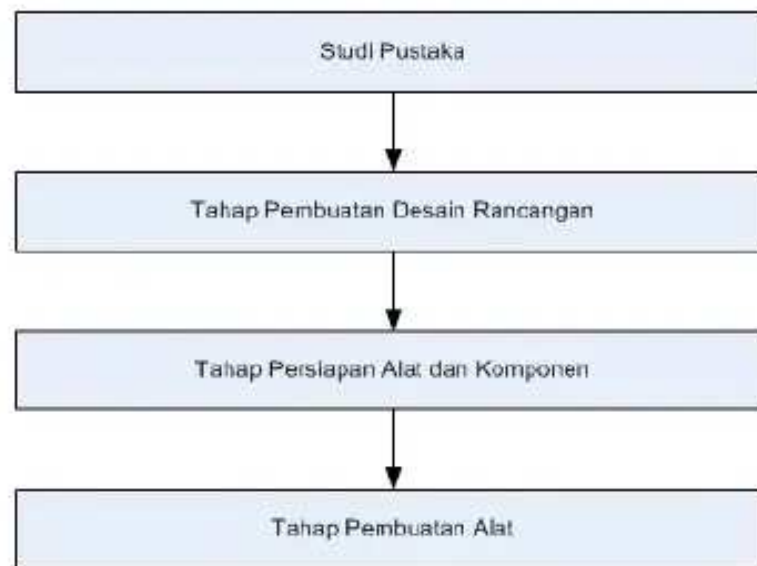 Studi Pustaka
Tahap Pembuatan Desain Rancangan
Tahap Persiapan Alat dan Komponen
Tahap Pembuatan Alat